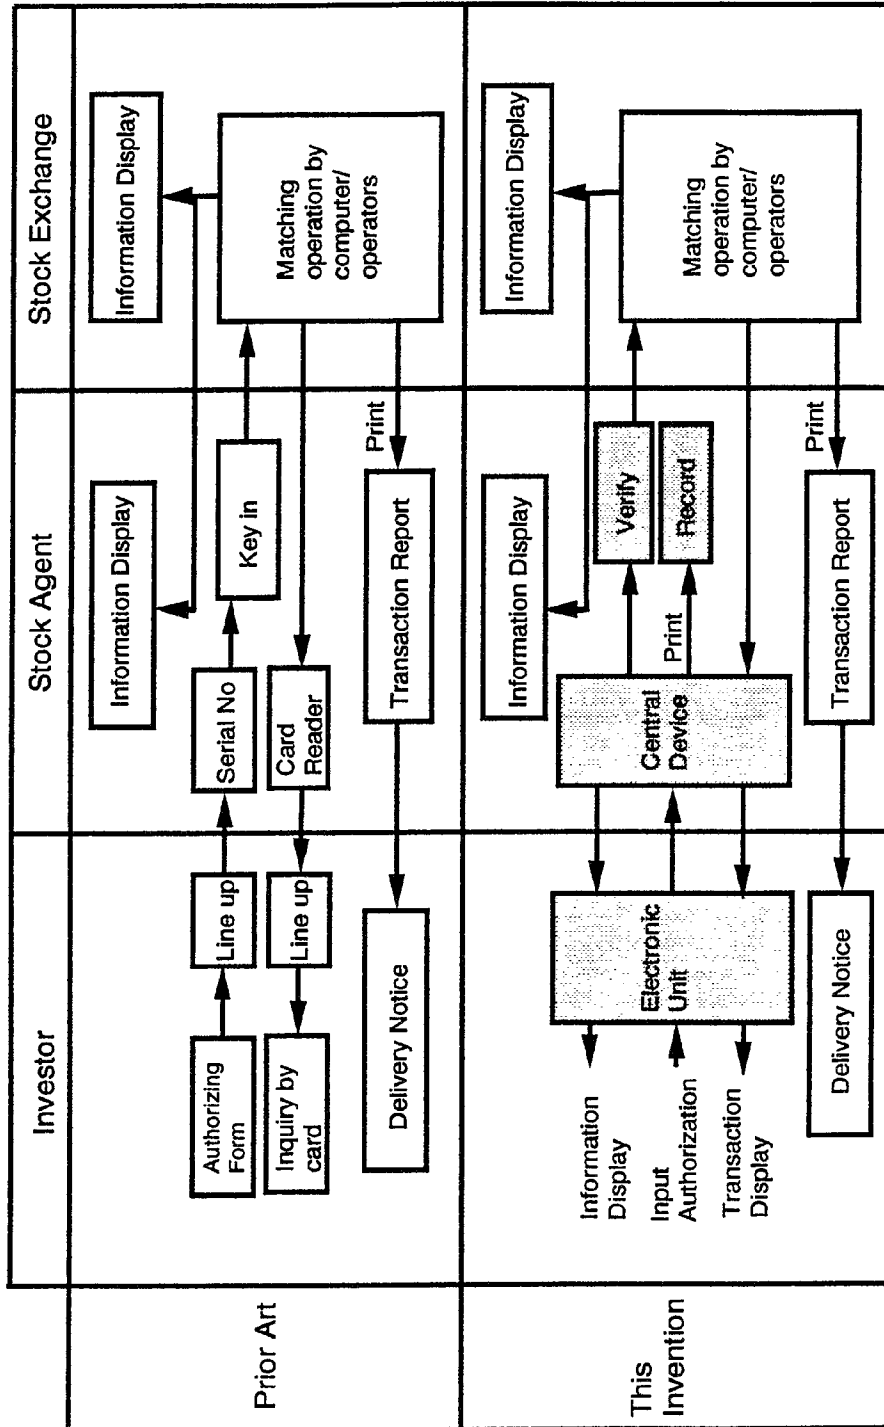 Investor
Stock Agent
Stock Exchange
Prior Art
Authorizing
Form
Line up
Serial No
Key in
Information Display
Information Display
Matching
operation by
computer/
operators
Inquiry by
card
Line up
Card
Reader
Delivery Notice
Transaction Report
Print
This
Invention
Information
Display
Input
Authorization
Transaction
Display
Electronic
Unit
Central
Device
Information Display
Verify
Print
Record
Information Display
Matching
operation by
computer/
operators
Delivery Notice
Transaction Report
Print